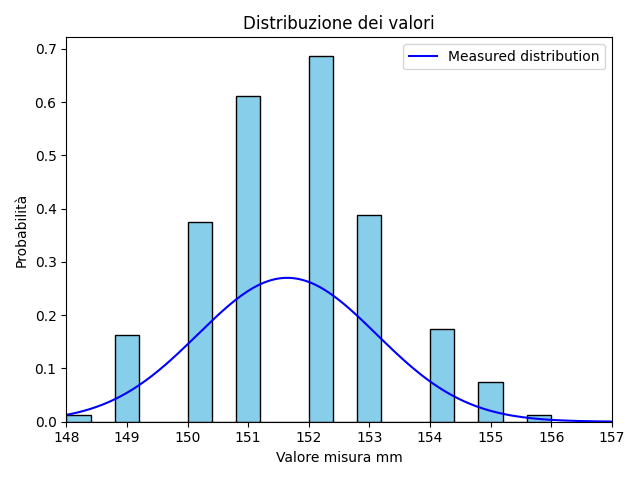 Distribuzione dei valori
Measured distribution
Probabilità
0.7
0.6
0.5
0.4
0.3
0.2
0.1
0.0
148 149 150 151 152 153 154 155 156 157
Valore misura mm